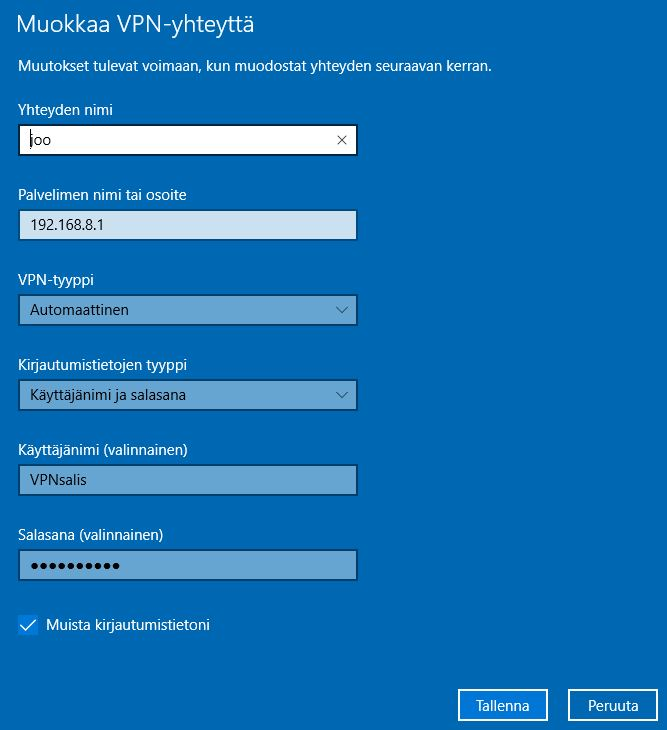 Muokkaa VPN-yhteyttä
Muutokset tulevat voimaan, kun muodostat yhteyden seuraavan kerran.
Yhteyden nimi
joo
Palvelimen nimi tai osoite
192.168.8.1
VPN-tyyppi
Automaattinen
Kirjautumistietojen tyyppi
Käyttäjänimi ja salasana
Käyttäjänimi (valinnainen)
VPNsalis
Salasana (valinnainen)
●●●●●●●●●●
Muista kirjautumistietoni
Tallenna
Peruuta